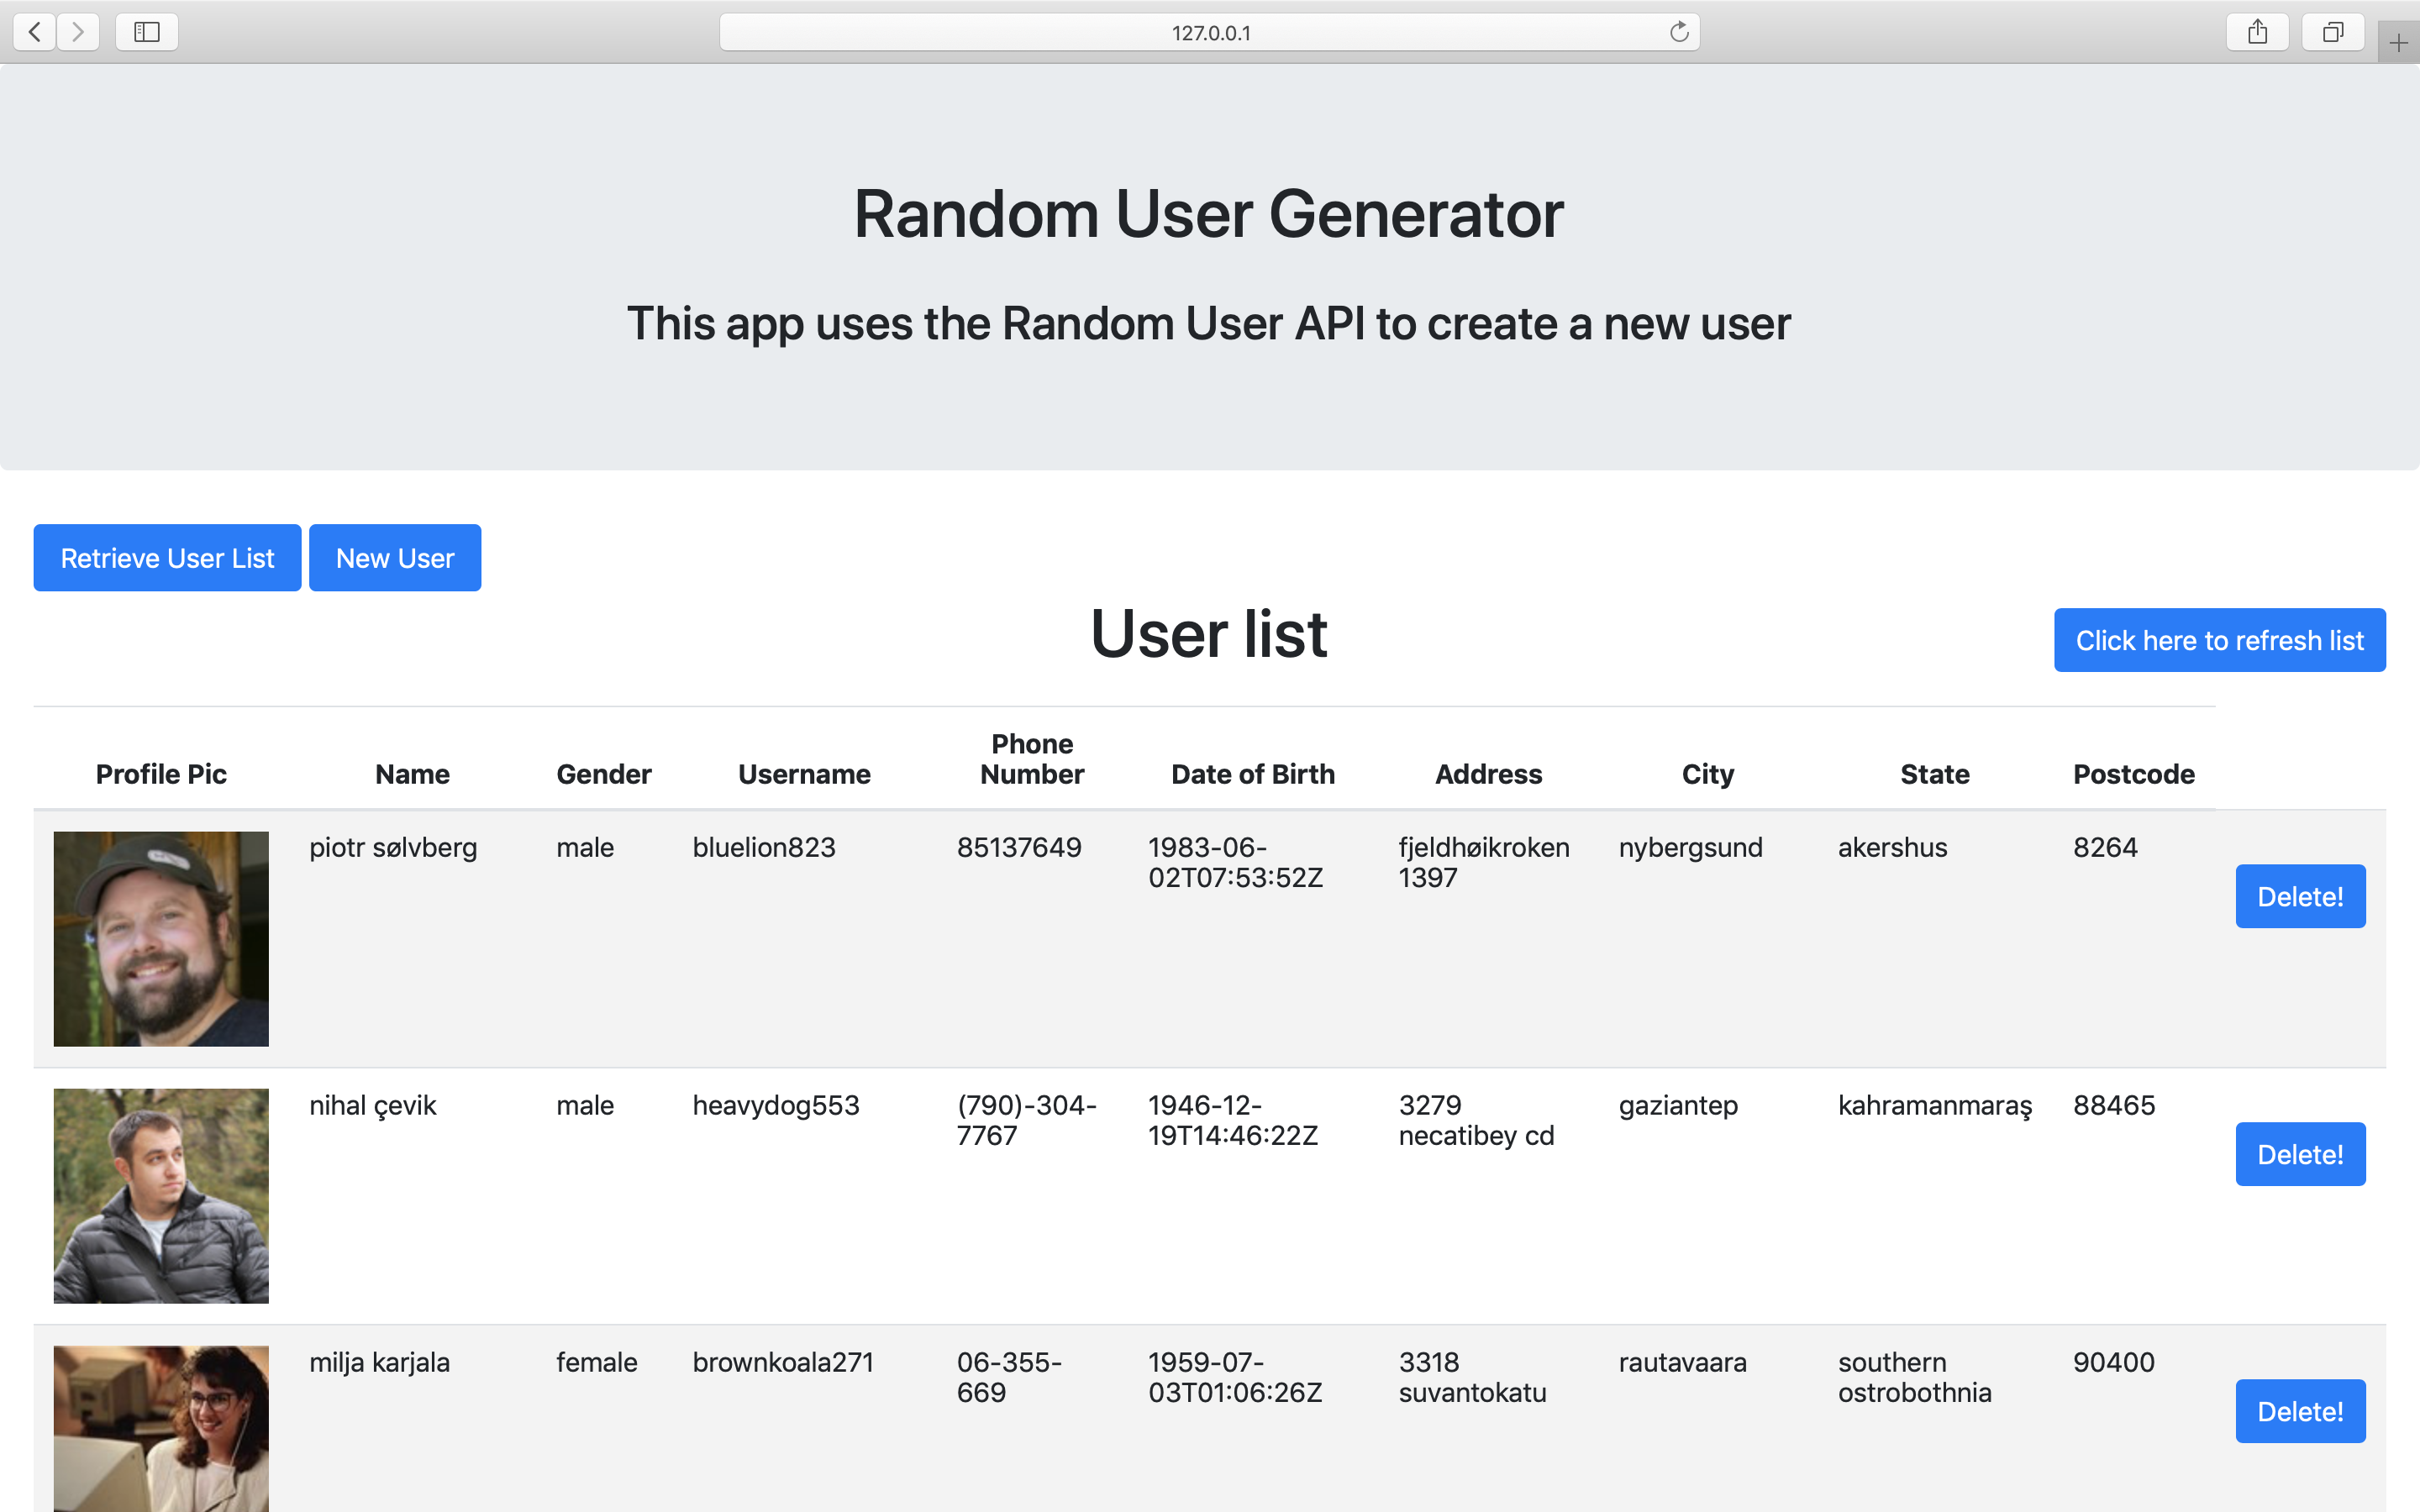 127.0.0.1
Random User Generator
This app uses the Random User API to create a new user
Retrieve User List
New User
User list
Click here to refresh list
Profile Pic
Name
Gender
Username
Phone
Number
Date of Birth
Address
City
State
Postcode
piotr sølvberg
male
bluelion823
85137649
1983-06-
02T07:53:52Z
fjeldhøikroken
1397
nybergsund
akershus
8264
Delete!
nihal çevik
male
heavydog553
(790)-304-
7767
1946-12-
19T14:46:22Z
3279
necatibey cd
gaziantep
kahramanmaraş
88465
Delete!
milja karjala
female
brownkoala271
06-355-
669
1959-07-
03T01:06:26Z
3318
suvantokatu
rautavaara
southern
ostrobothnia
90400
Delete!